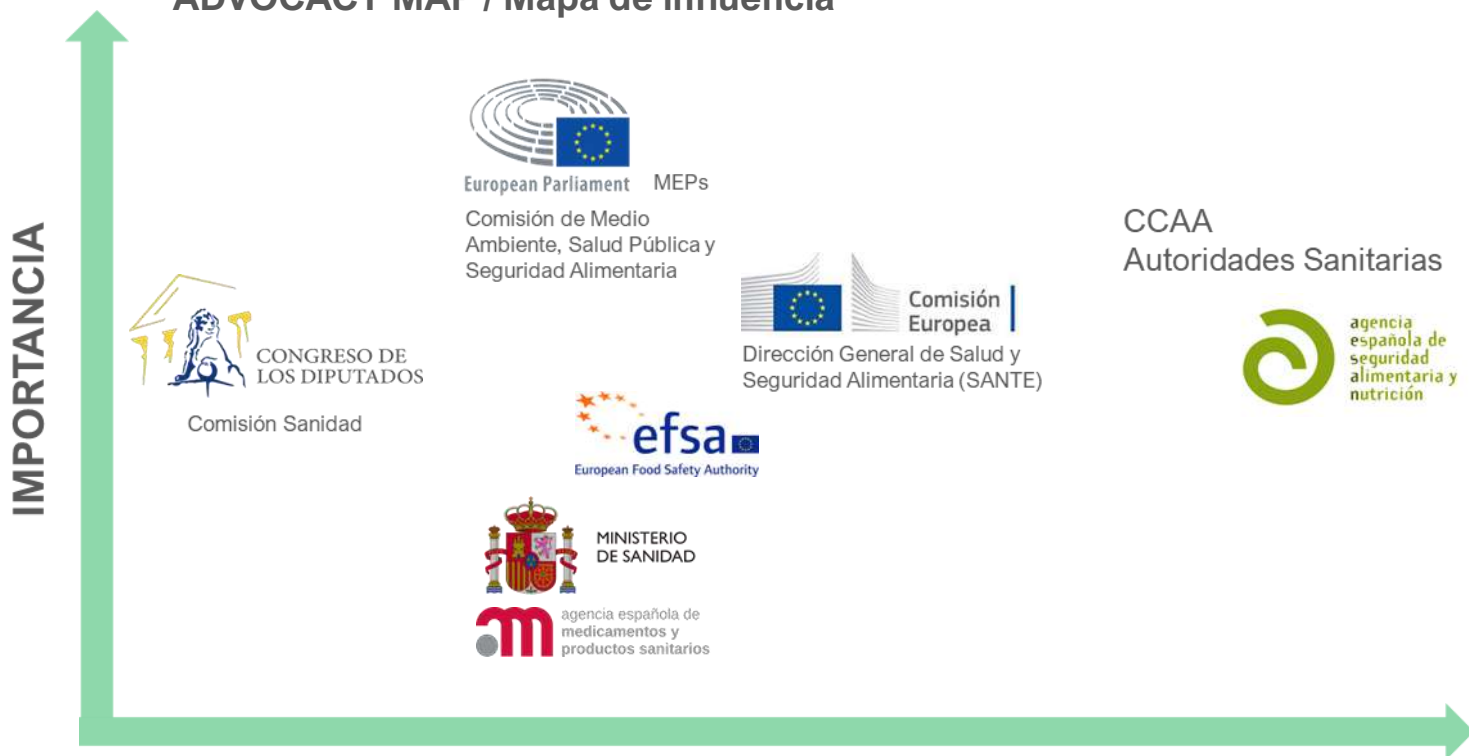 ADVOCACY MAP / Mapa de influencia
IMPORTANCIA
European Parliament MEPs
Comisión de Medio
Ambiente, Salud Pública y
Seguridad Alimentaria
CCAA
Autoridades Sanitarias
CONGRESO DE
LOS DIPUTADOS
Comisión Sanidad
Comisión
Europea
Dirección General de Salud y
Seguridad Alimentaria (SANTE)
agencia
española de
seguridad
alimentaria y
nutrición
efsa
European Food Safety Authority
MINISTERIO
DE SANIDAD
agencia española de
medicamentos y
productos sanitarios